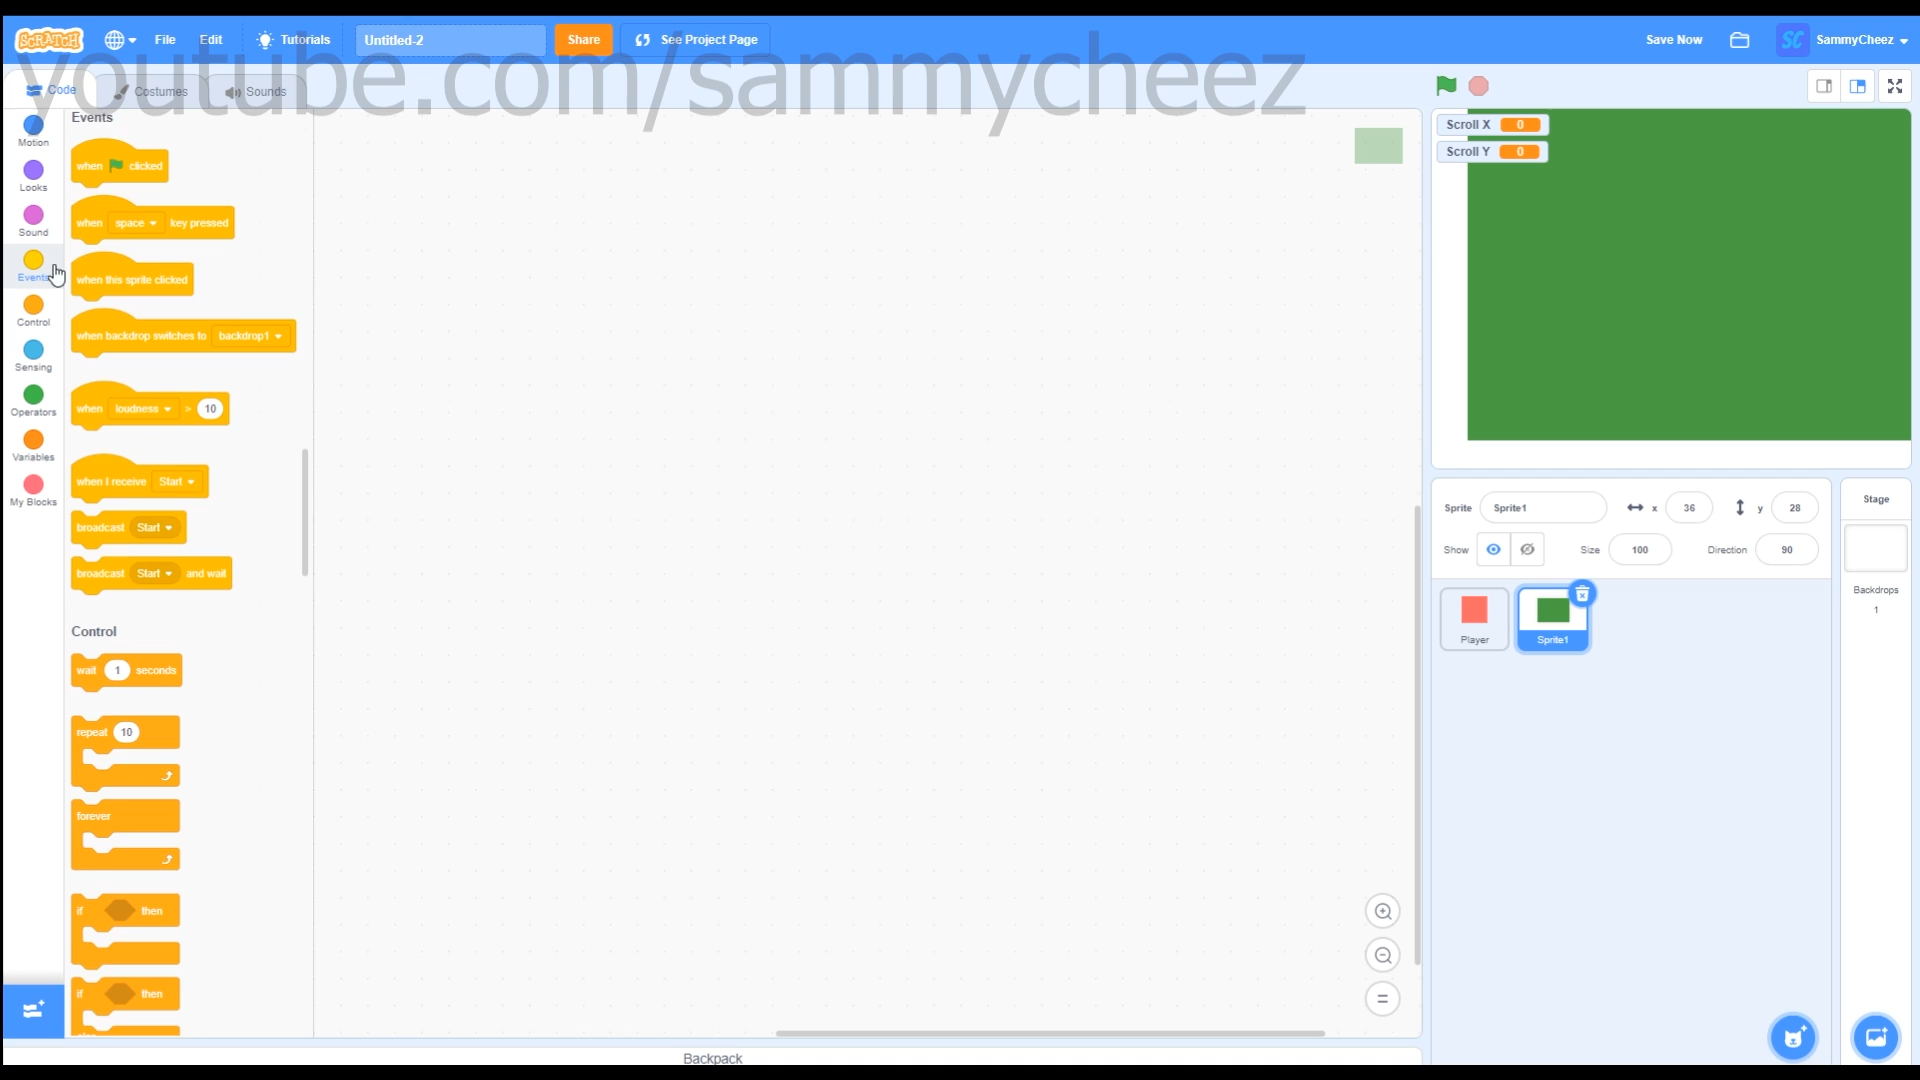 SCRATCH File Edit Tutorials Untitled-2 Share See Project Page Save Now SC SammyCheez
youtube.com/sammycheez
Code Costumes Sounds
Motion
Looks
Sound
Events
Control
Sensing
Operators
Variables
My Blocks
Events
when clicked
when space key pressed
when this sprite clicked
when backdrop switches to backdrop1
when loudness > 10
when I receive Start
broadcast Start
broadcast Start and wait
Control
wait 1 seconds
repeat 10
forever
if then
if then
else
Scroll X 0
Scroll Y 0
Sprite Sprite1 x 36 y 28
Show Size 100 Direction 90
Player
Sprite1
Stage
Backdrops
1
Backpack